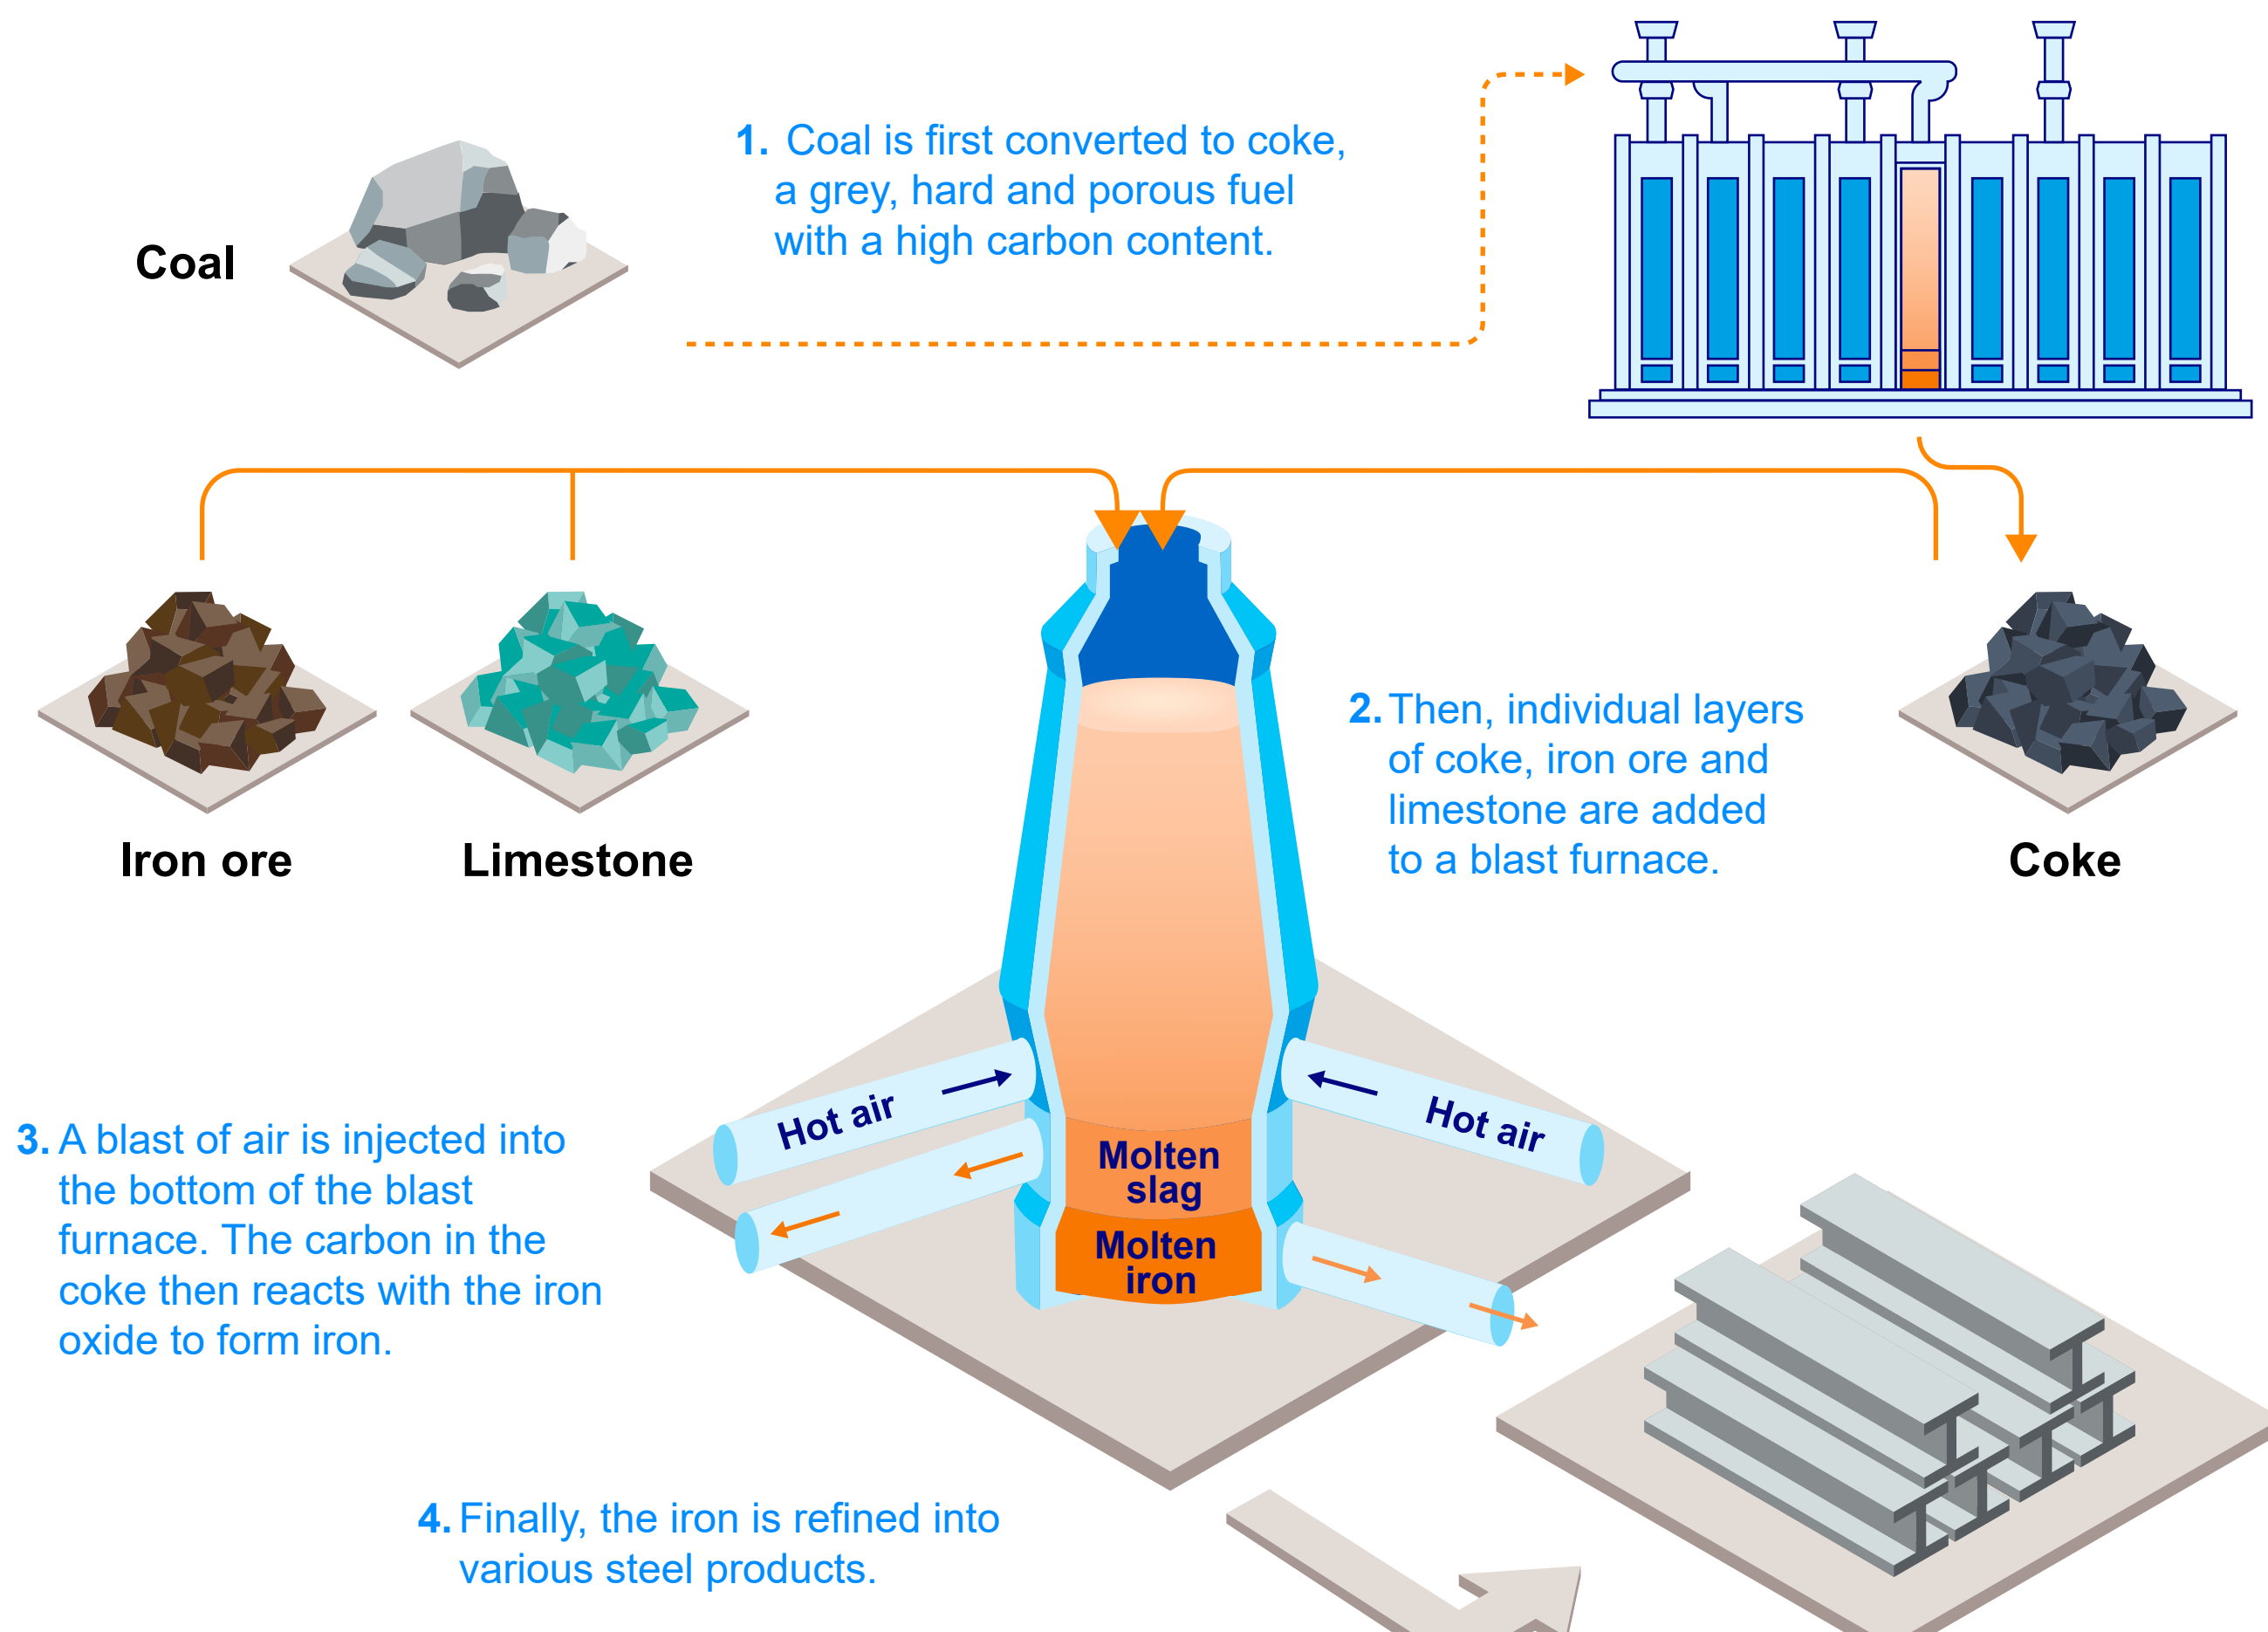 1. Coal is first converted to coke,
a grey, hard and porous fuel
with a high carbon content.
Coal
2. Then, individual layers
of coke, iron ore and
limestone are added
to a blast furnace.
Iron ore
Limestone
Coke
Hot air
Hot air
3. A blast of air is injected into
the bottom of the blast
furnace. The carbon in the
coke then reacts with the iron
oxide to form iron.
Molten
slag
Molten
iron
4. Finally, the iron is refined into
various steel products.